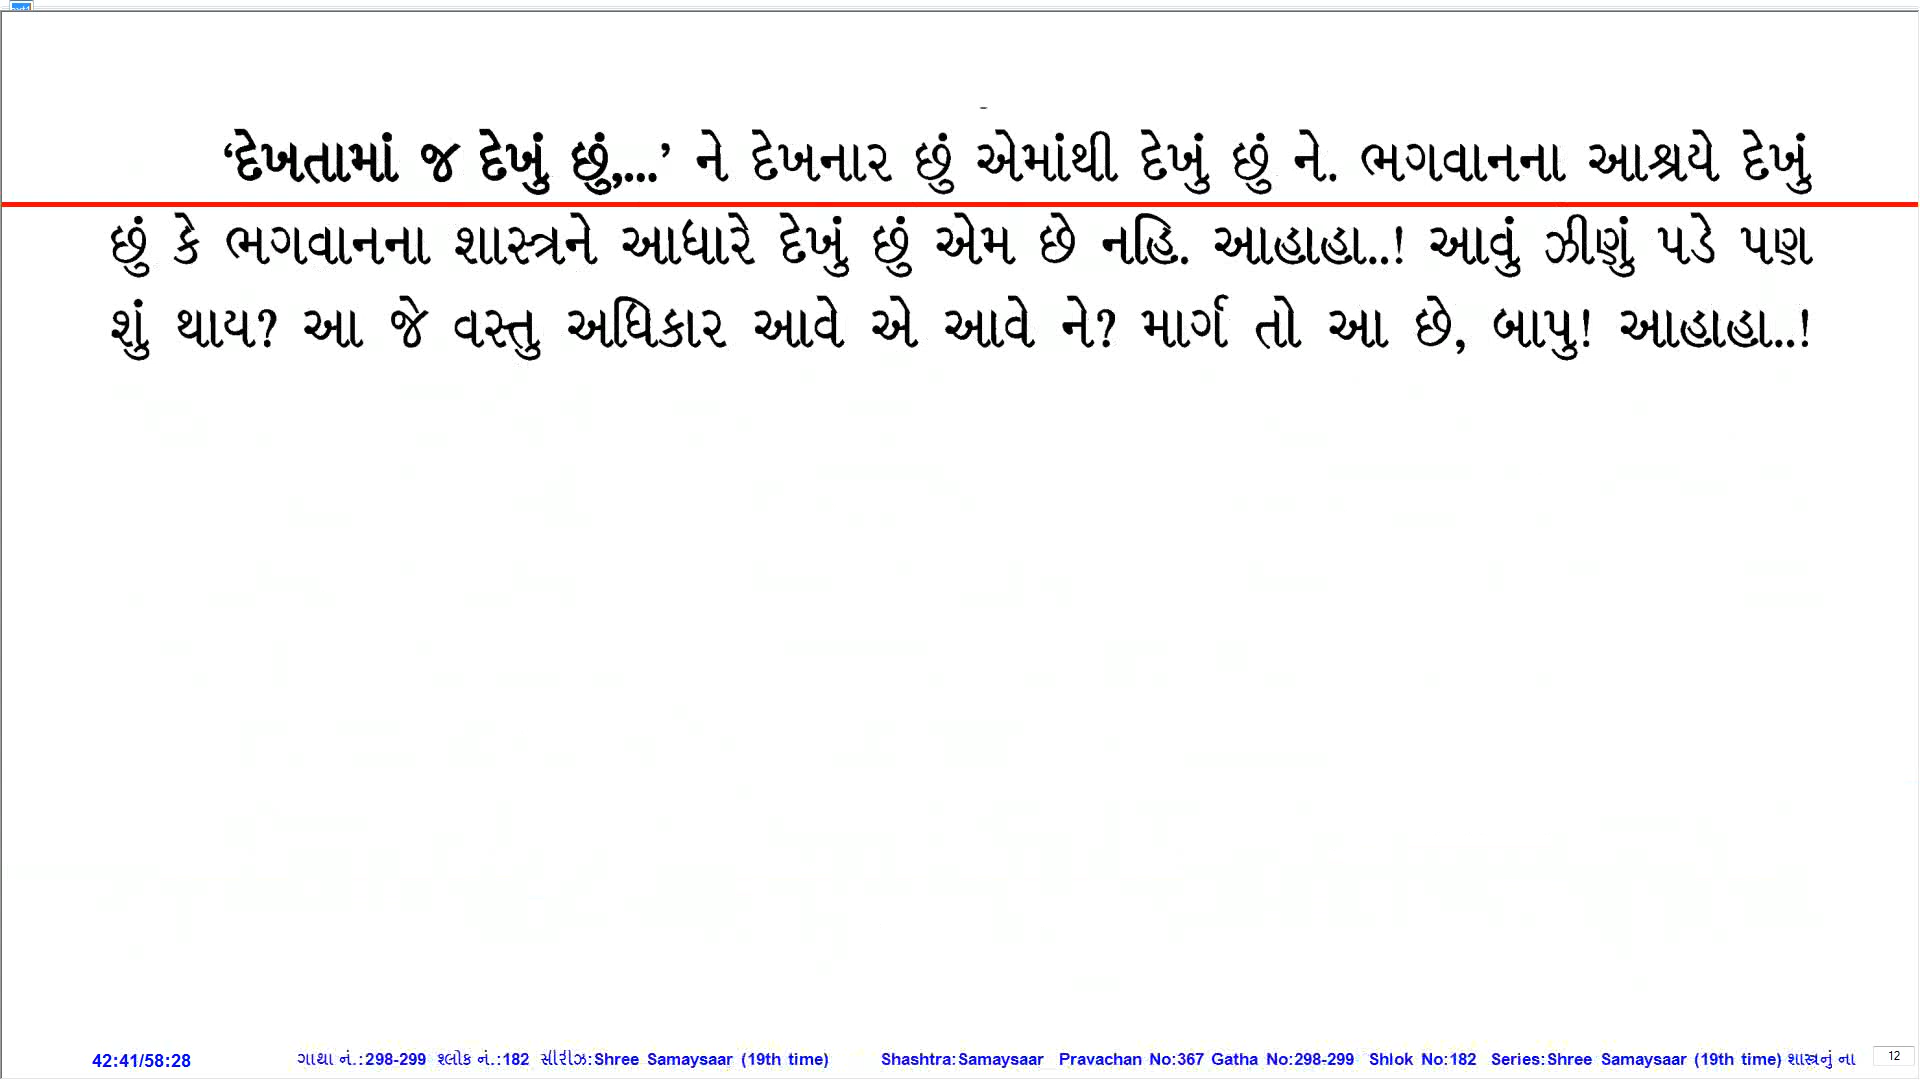 ‘દેખતામાં જ દેખું છું,...’ ને દેખનાર છું એમાંથી દેખું છું ને. ભગવાનના આશ્રયે દેખું
છું કે ભગવાનના શાસ્ત્રને આધારે દેખું છું એમ છે નહિ. આહાહા..! આવું ઝીણું પડે પણ
શું થાય? આ જે વસ્તુ અધિકાર આવે એ આવે ને? માર્ગ તો આ છે, બાપુ! આહાહા..!
42:41/58:28 ગાથા નં.:298-299 શ્લોક નં.:182 સીરીઝ:Shree Samaysaar (19th time) Shashtra:Samaysaar Pravachan No:367 Gatha No:298-299 Shlok No:182 Series:Shree Samaysaar (19th time) શાસ્ત્રનું ના 12